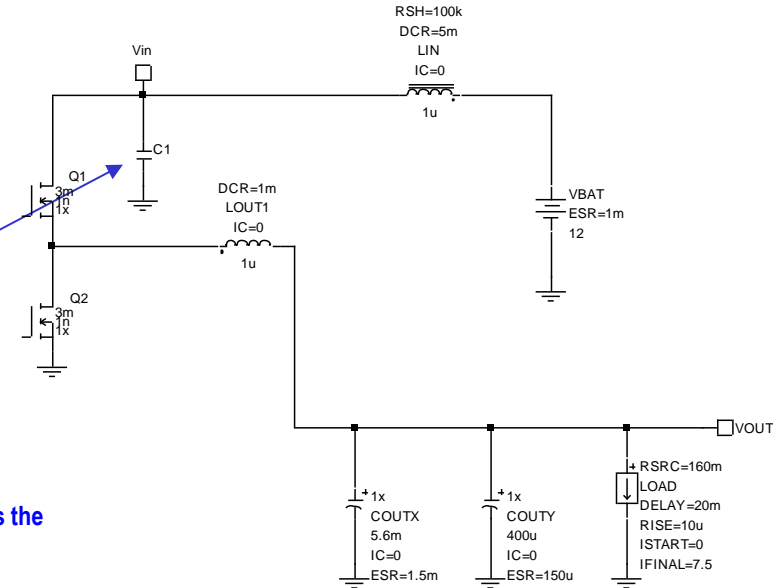 RSH=100k
DCR=5m
LIN
IC=0
1u
Vin
C1
Q1
3m
1n
1x
DCR=1m
LOUT1
IC=0
1u
VBAT
ESR=1m
12
Q2
3m
1n
1x
VOUT
1x
COUTX
5.6m
IC=0
ESR=1.5m
1x
COUTY
400u
IC=0
ESR=150u
RSRC=160m
LOAD
DELAY=20m
RISE=10u
ISTART=0
IFINAL=7.5
s the